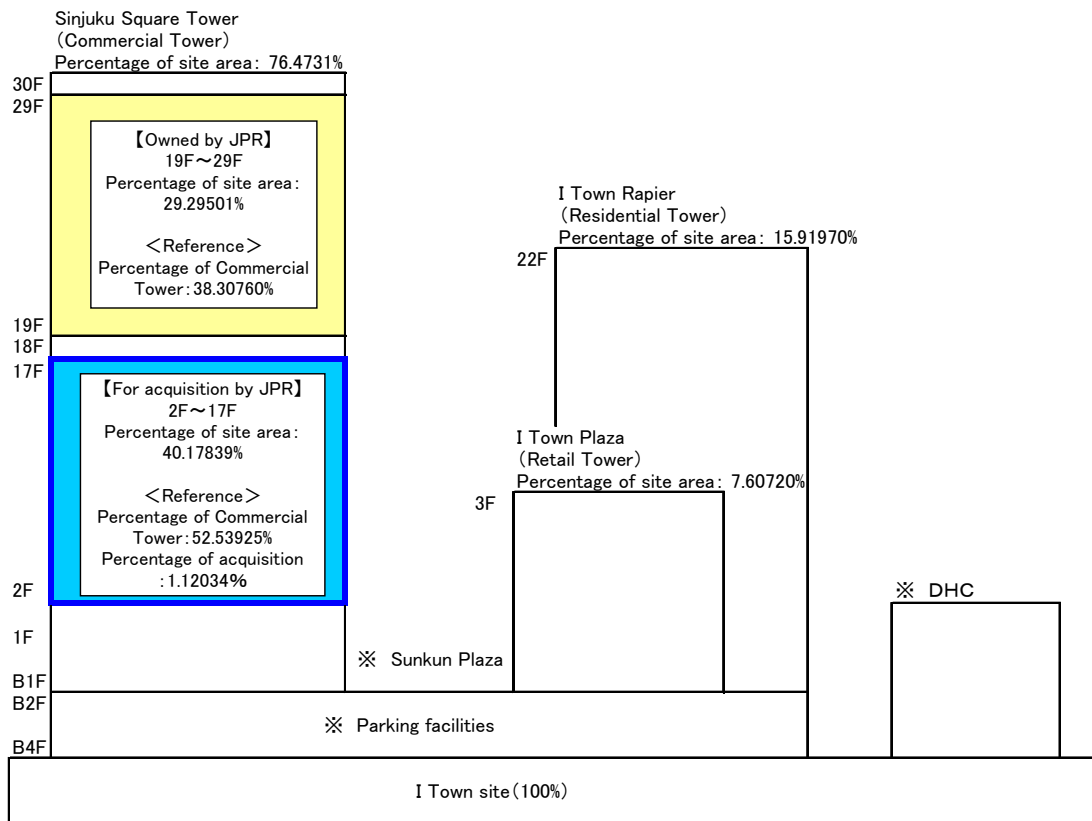 Sinjuku Square Tower
(Commercial Tower)
Percentage of site area: 76.4731%
30F
29F
【Owned by JPR】
19F～29F
Percentage of site area:
29.29501%
＜Reference＞
Percentage of Commercial
Tower:38.30760%
19F
18F
17F
【For acquisition by JPR】
2F～17F
Percentage of site area:
40.17839%
＜Reference＞
Percentage of Commercial
Tower:52.53925%
Percentage of acquisition
:1.12034%
2F
1F
B1F
B2F
B4F
I Town Rapier
(Residential Tower)
Percentage of site area: 15.91970%
22F
I Town Plaza
(Retail Tower)
Percentage of site area: 7.60720%
3F
※ DHC
※ Sunkun Plaza
※ Parking facilities
I Town site(100%)